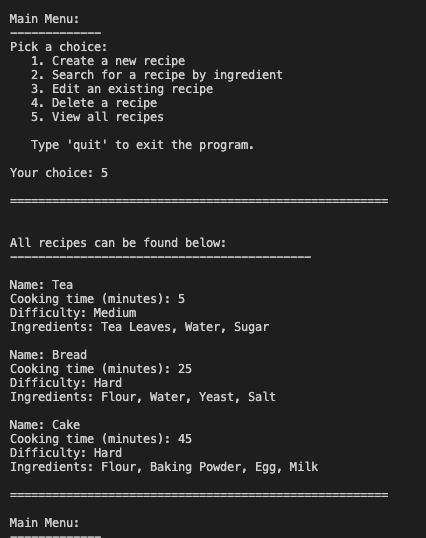 Main Menu:
-------------
Pick a choice:
   1. Create a new recipe
   2. Search for a recipe by ingredient
   3. Edit an existing recipe
   4. Delete a recipe
   5. View all recipes

   Type 'quit' to exit the program.

Your choice: 5

======================================================

All recipes can be found below:
-------------------------------------------

Name: Tea
Cooking time (minutes): 5
Difficulty: Medium
Ingredients: Tea Leaves, Water, Sugar

Name: Bread
Cooking time (minutes): 25
Difficulty: Hard
Ingredients: Flour, Water, Yeast, Salt

Name: Cake
Cooking time (minutes): 45
Difficulty: Hard
Ingredients: Flour, Baking Powder, Egg, Milk

======================================================

Main Menu:
-------------